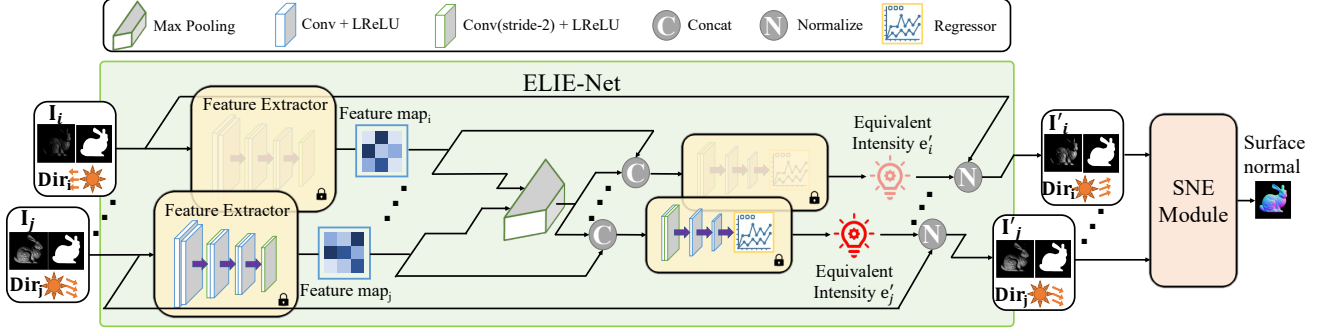 Max Pooling
Conv + LReLU
Conv(stride-2) + LReLU
C
Concat
N
Normalize
Regressor
ELIE-Net
I_i
Dir_i
I_j
Dir_j
Feature Extractor
Feature map_i
Feature Extractor
Feature map_j
C
C
Equivalent
Intensity e'_i
Equivalent
Intensity e'_j
N
N
I'_i
Dir_i
I'_j
Dir_j
SNE
Module
Surface
normal